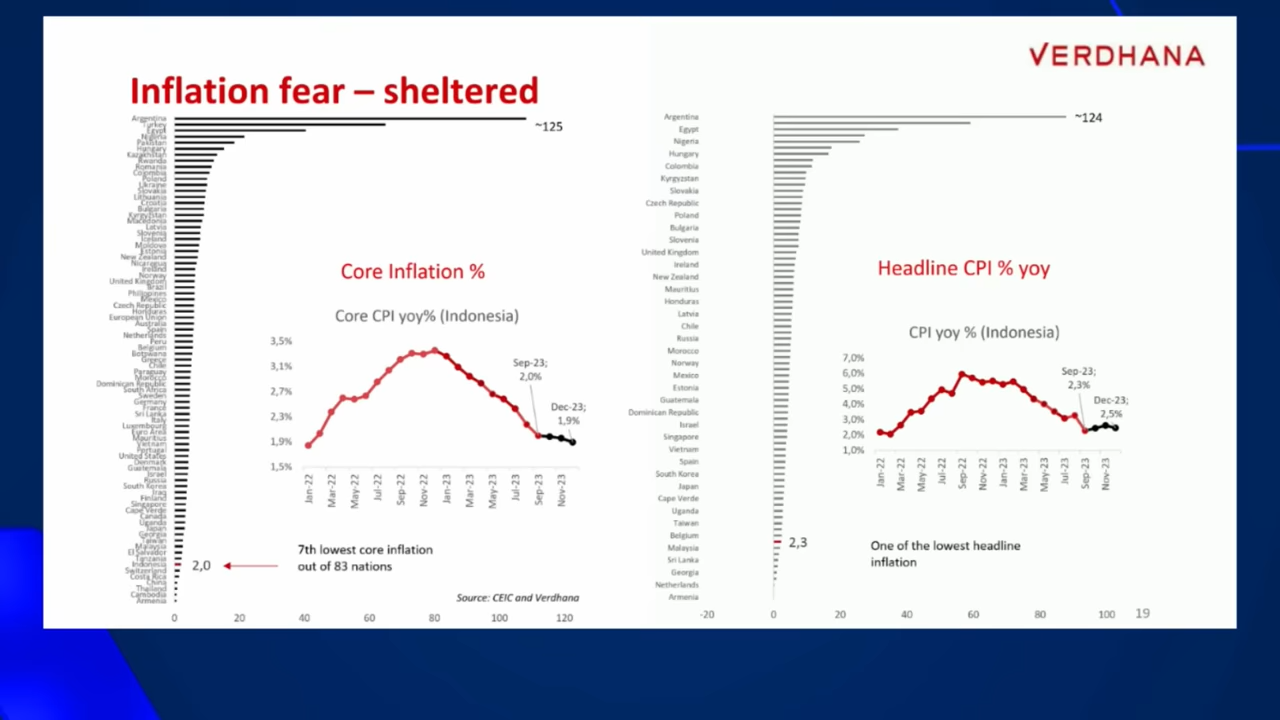 VERDHANA
Inflation fear – sheltered
Argentina
Turkey
Egypt
Nigeria
Pakistan
Hungary
Kazakhstan
Rwanda
Romania
Colombia
Poland
Ukraine
Slovakia
Lithuania
Croatia
Bulgaria
Kyrgyzstan
Macedonia
Latvia
Slovenia
Iceland
Moldova
Estonia
New Zealand
Nicaragua
Ireland
Norway
United Kingdom
Brazil
Philippines
Mexico
Czech Republic
Honduras
European Union
Australia
Spain
Netherlands
Peru
Belgium
Botswana
Greece
Chile
Paraguay
Morocco
Dominican Republic
South Africa
Sweden
Germany
France
Sri Lanka
Italy
Luxembourg
Euro Area
Mauritius
Vietnam
Portugal
United States
Denmark
Guatemala
Israel
Russia
South Korea
Iraq
Finland
Singapore
Cape Verde
Canada
Uganda
Japan
Georgia
Taiwan
Malaysia
El Salvador
Tanzania
Indonesia
Switzerland
Costa Rica
China
Thailand
Cambodia
Armenia
~125
Core Inflation %
Core CPI yoy% (Indonesia)
3,5%
3,1%
2,7%
2,3%
1,9%
1,5%
Sep-23;
2,0%
Dec-23;
1,9%
Jan-22
Mar-22
May-22
Jul-22
Sep-22
Nov-22
Jan-23
Mar-23
May-23
Jul-23
Sep-23
Nov-23
2,0
7th lowest core inflation
out of 83 nations
Source: CEIC and Verdhana
0 20 40 60 80 100 120
Argentina
Egypt
Nigeria
Hungary
Colombia
Kyrgyzstan
Slovakia
Czech Republic
Poland
Bulgaria
Slovenia
United Kingdom
Ireland
New Zealand
Mauritius
Honduras
Latvia
Chile
Russia
Morocco
Norway
Mexico
Estonia
Guatemala
Dominican Republic
Israel
Singapore
Vietnam
Spain
South Korea
Japan
Cape Verde
Uganda
Taiwan
Belgium
Malaysia
Sri Lanka
Georgia
Netherlands
Armenia
~124
Headline CPI % yoy
CPI yoy % (Indonesia)
7,0%
6,0%
5,0%
4,0%
3,0%
2,0%
1,0%
Sep-23;
2,3%
Dec-23;
2,5%
Jan-22
Mar-22
May-22
Jul-22
Sep-22
Nov-22
Jan-23
Mar-23
May-23
Jul-23
Sep-23
Nov-23
2,3
One of the lowest headline
inflation
-20 0 20 40 60 80 100
19